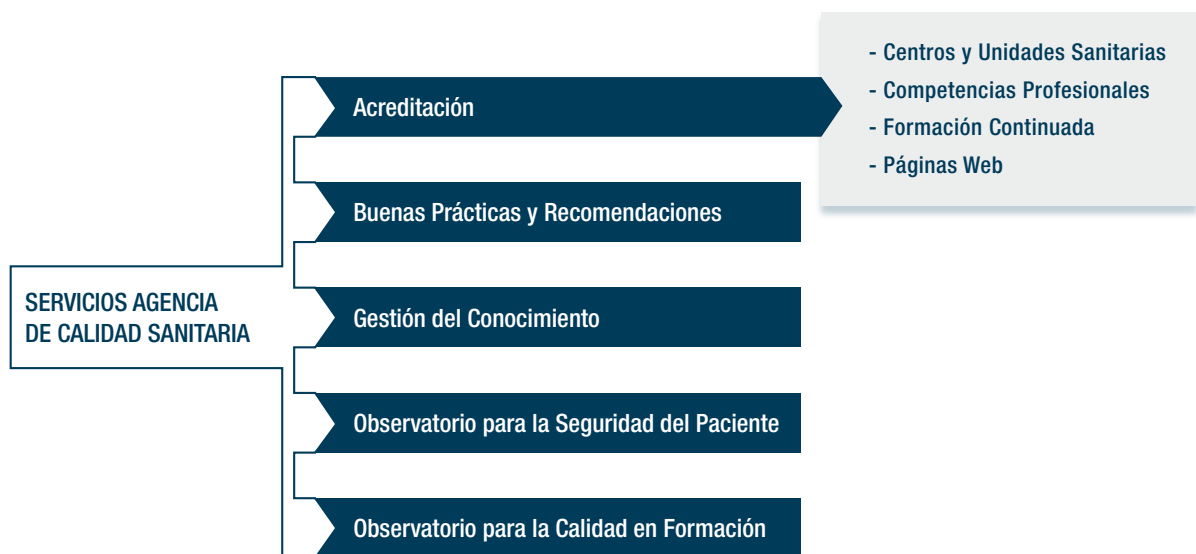 SERVICIOS AGENCIA
DE CALIDAD SANITARIA
Acreditación
- Centros y Unidades Sanitarias
- Competencias Profesionales
- Formación Continuada
- Páginas Web
Buenas Prácticas y Recomendaciones
Gestión del Conocimiento
Observatorio para la Seguridad del Paciente
Observatorio para la Calidad en Formación